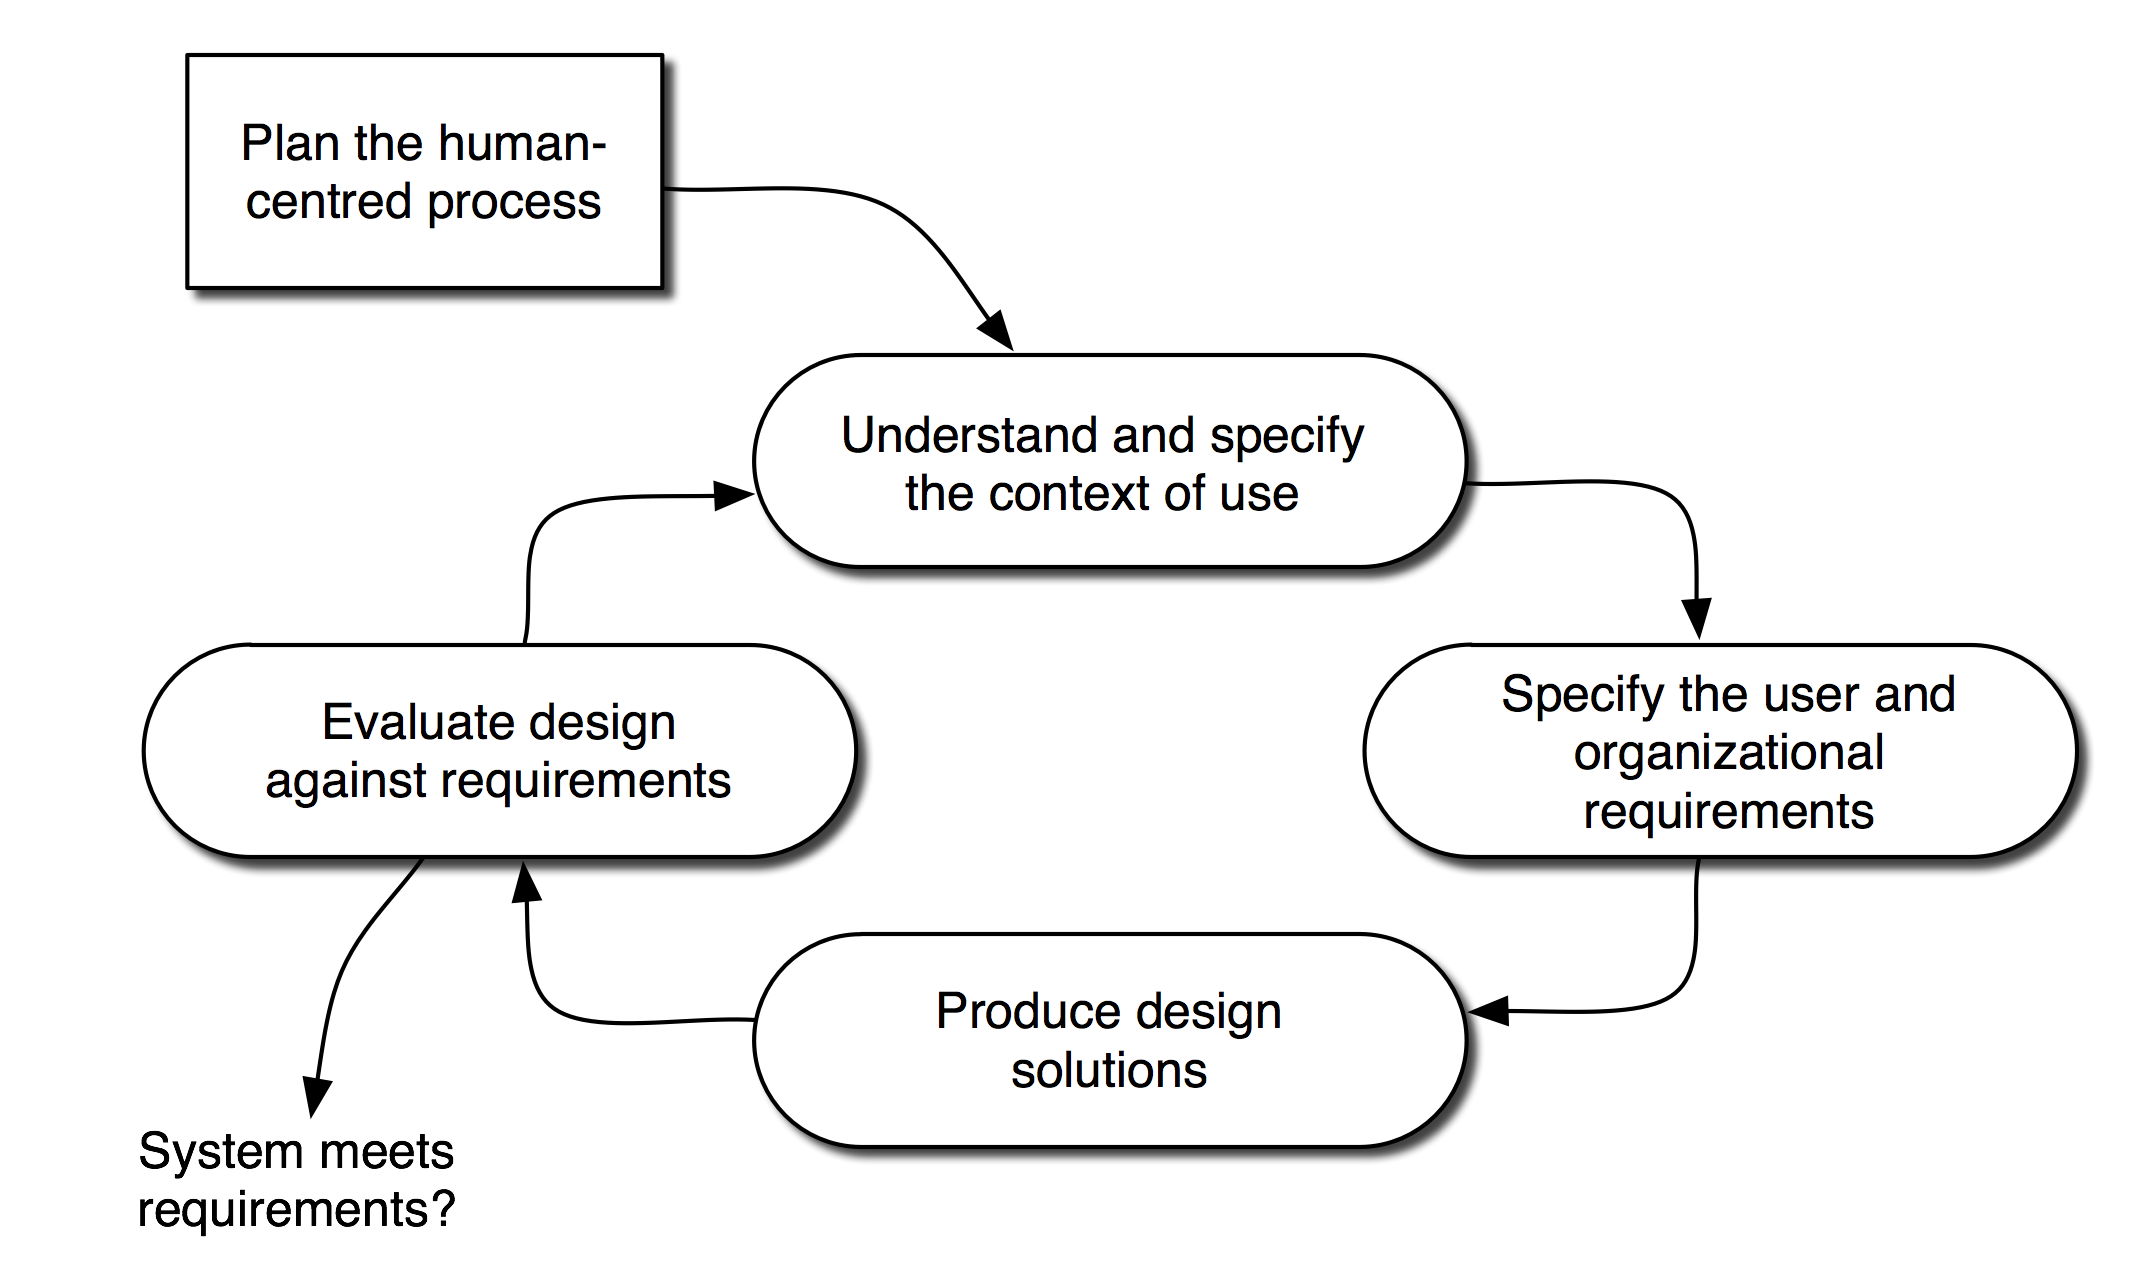 Plan the human-
centred process
Understand and specify
the context of use
Specify the user and
organizational
requirements
Produce design
solutions
Evaluate design
against requirements
System meets
requirements?